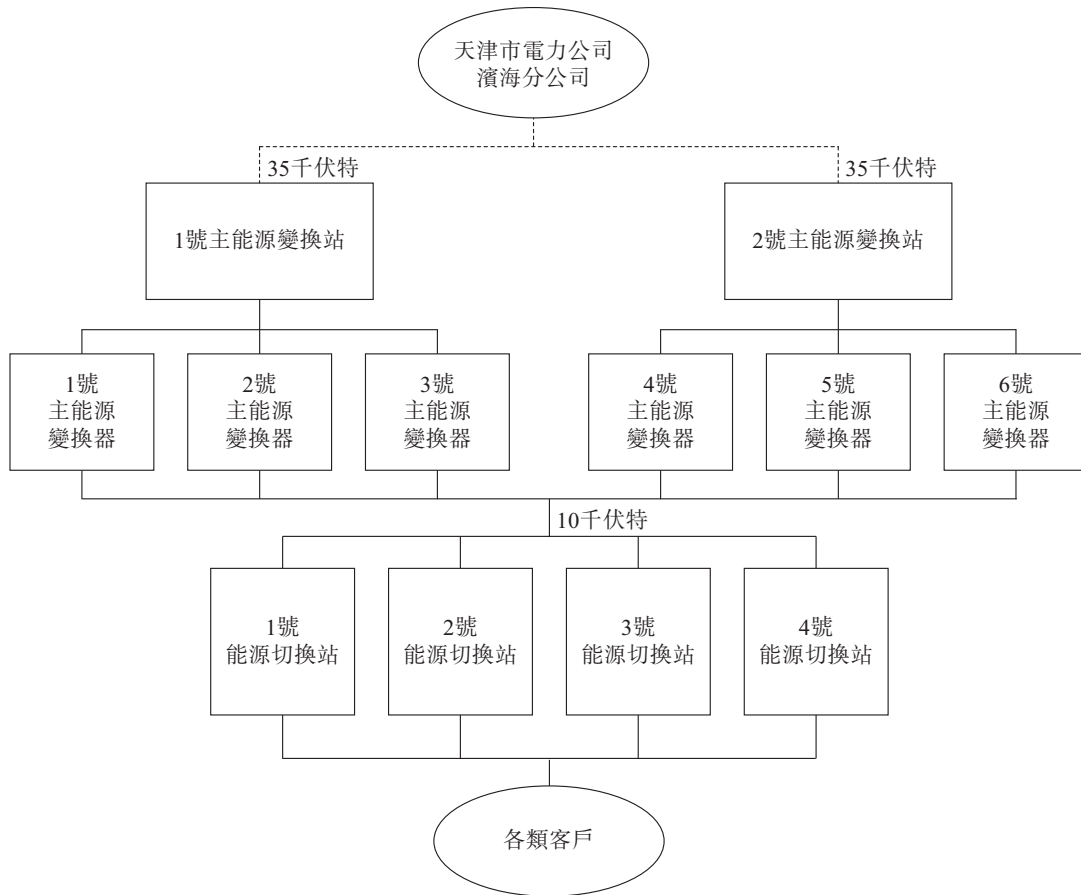 天津市電力公司
濱海分公司
35千伏特
35千伏特
1號主能源變換站
2號主能源變換站
1號
主能源
變換器
2號
主能源
變換器
3號
主能源
變換器
4號
主能源
變換器
5號
主能源
變換器
6號
主能源
變換器
10千伏特
1號
能源切換站
2號
能源切換站
3號
能源切換站
4號
能源切換站
各類客戶